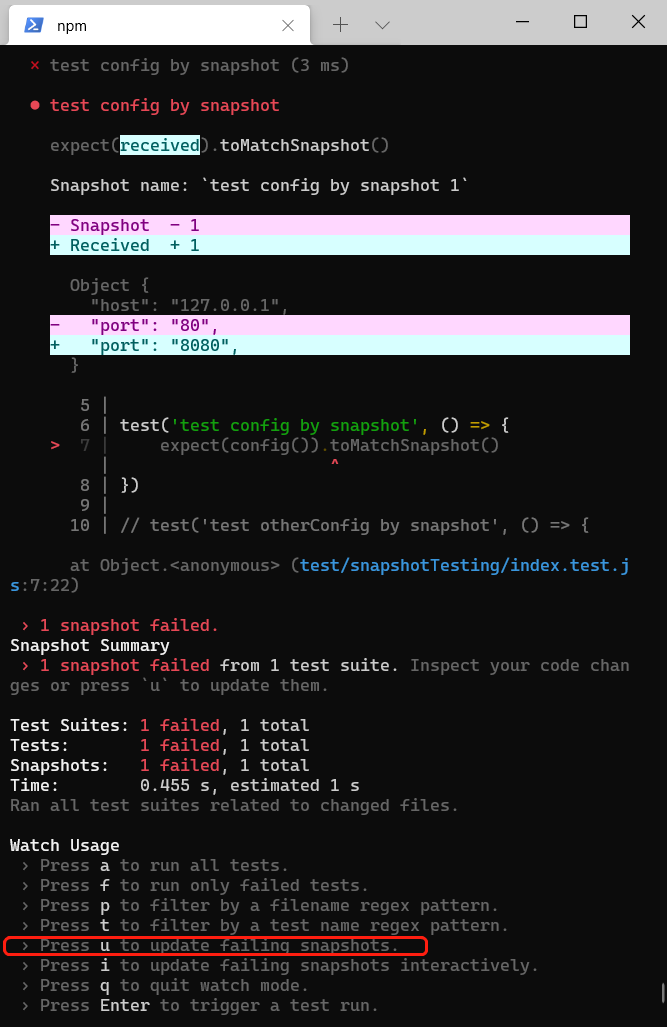 npm
× test config by snapshot (3 ms)
● test config by snapshot
expect(received).toMatchSnapshot()
Snapshot name: `test config by snapshot 1`
- Snapshot  - 1
+ Received  + 1
Object {
"host": "127.0.0.1",
-   "port": "80",
+   "port": "8080",
}
5 |
6 | test('test config by snapshot', () => {
> 7 |     expect(config()).toMatchSnapshot()
|                      ^
8 | })
9 |
10 | // test('test otherConfig by snapshot', () => {
at Object.<anonymous> (test/snapshotTesting/index.test.j
s:7:22)
› 1 snapshot failed.
Snapshot Summary
› 1 snapshot failed from 1 test suite. Inspect your code chan
ges or press `u` to update them.
Test Suites: 1 failed, 1 total
Tests:       1 failed, 1 total
Snapshots:   1 failed, 1 total
Time:        0.455 s, estimated 1 s
Ran all test suites related to changed files.
Watch Usage
› Press a to run all tests.
› Press f to run only failed tests.
› Press p to filter by a filename regex pattern.
› Press t to filter by a test name regex pattern.
› Press u to update failing snapshots.
› Press i to update failing snapshots interactively.
› Press q to quit watch mode.
› Press Enter to trigger a test run.